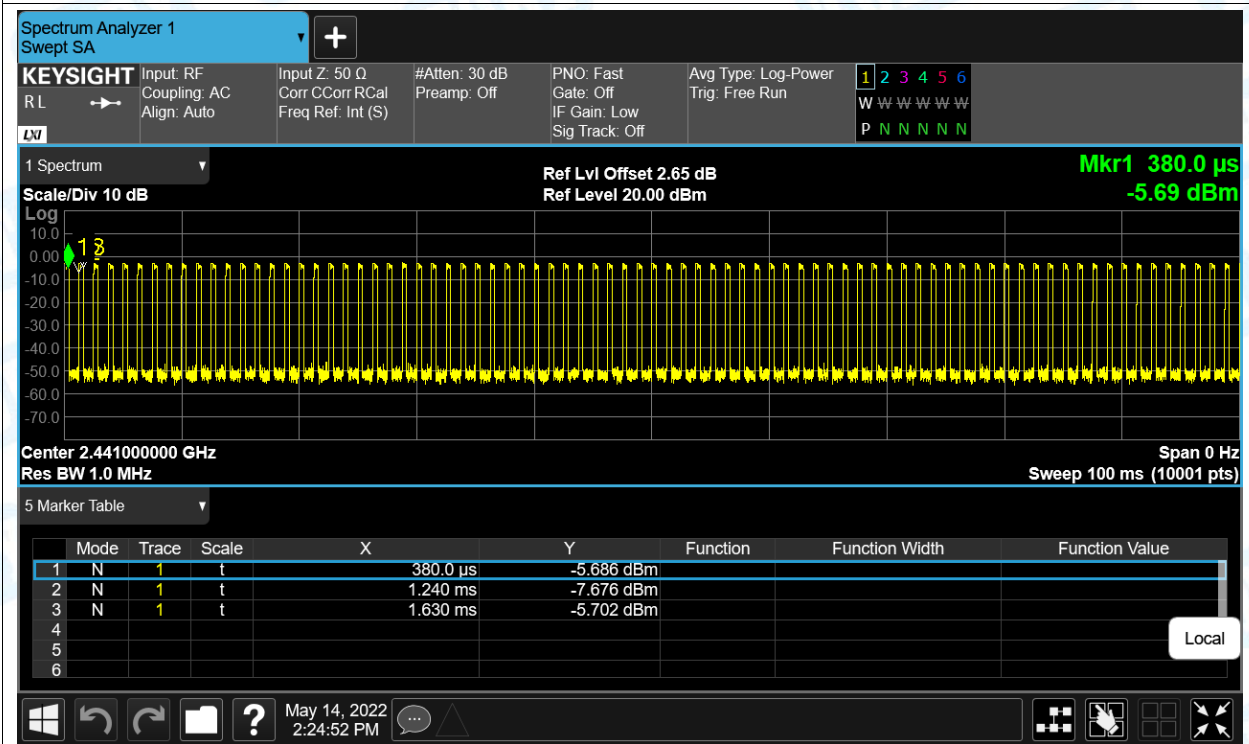 Spectrum Analyzer 1
Swept SA
+
KEYSIGHT
R L
LXI
Input: RF
Coupling: AC
Align: Auto
Input Z: 50 Ω
Corr CCorr RCal
Freq Ref: Int (S)
#Atten: 30 dB
Preamp: Off
PNO: Fast
Gate: Off
IF Gain: Low
Sig Track: Off
Avg Type: Log-Power
Trig: Free Run
1 2 3 4 5 6
W W W W W W
P N N N N N
1 Spectrum
Scale/Div 10 dB
Ref Lvl Offset 2.65 dB
Ref Level 20.00 dBm
Mkr1 380.0 µs
-5.69 dBm
Log
10.0
0.00
-10.0
-20.0
-30.0
-40.0
-50.0
-60.0
-70.0
1
3
Center 2.441000000 GHz
Span 0 Hz
Res BW 1.0 MHz
Sweep 100 ms (10001 pts)
5 Marker Table
Mode Trace Scale X Y Function Function Width Function Value
1 N 1 t 380.0 µs -5.686 dBm
2 N 1 t 1.240 ms -7.676 dBm
3 N 1 t 1.630 ms -5.702 dBm
4
5
6
Local
?
May 14, 2022
2:24:52 PM